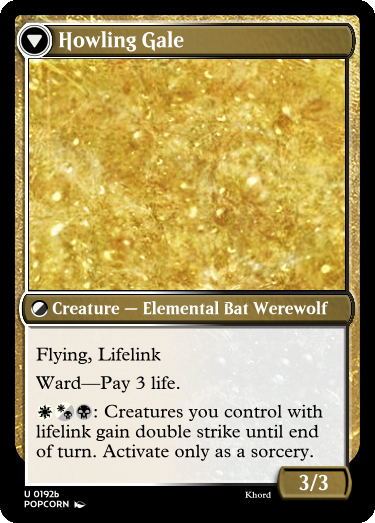 Howling Gale
Creature — Elemental Bat Werewolf
Flying, Lifelink
Ward—Pay 3 life.
: Creatures you control with
lifelink gain double strike until end
of turn. Activate only as a sorcery.
3/3
U 0192b
POPCORN
Khord